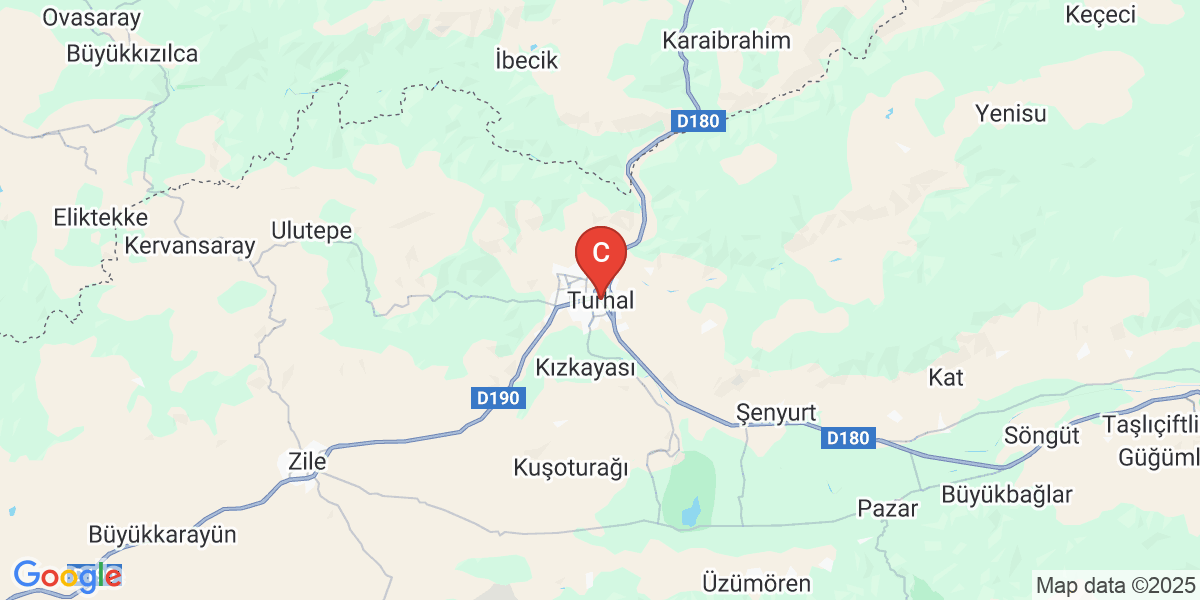 Ovasaray
Keçeci
Büyükkızılca
Karaibrahim
İbecik
Yenisu
D180
Eliktekke
Ulutepe
Kervansaray
C
Turhal
Kızkayası
Kat
D190
Şenyurt
Taşlıçiftli
D180
Söngüt
Zile
Kuşoturağı
Güğüml
Büyükbağlar
Pazar
Büyükkarayün
Google
Üzümören
Map data ©2025